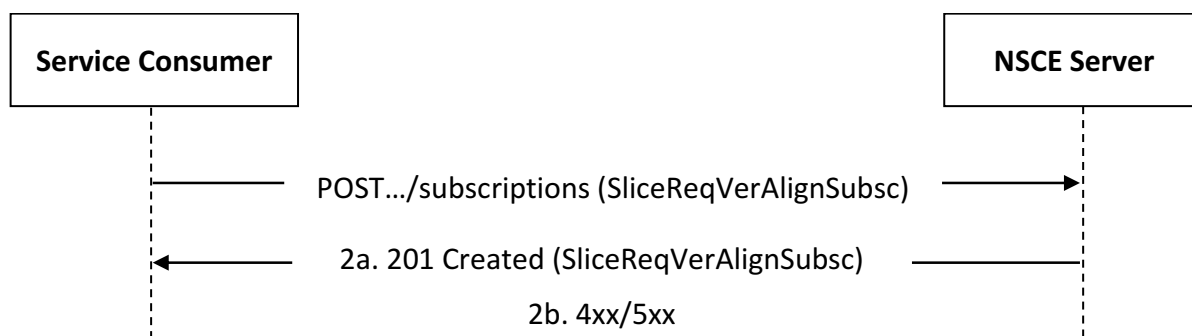 Service Consumer
NSCE Server
POST…/subscriptions (SliceReqVerAlignSubsc)
2a. 201 Created (SliceReqVerAlignSubsc)
2b. 4xx/5xx